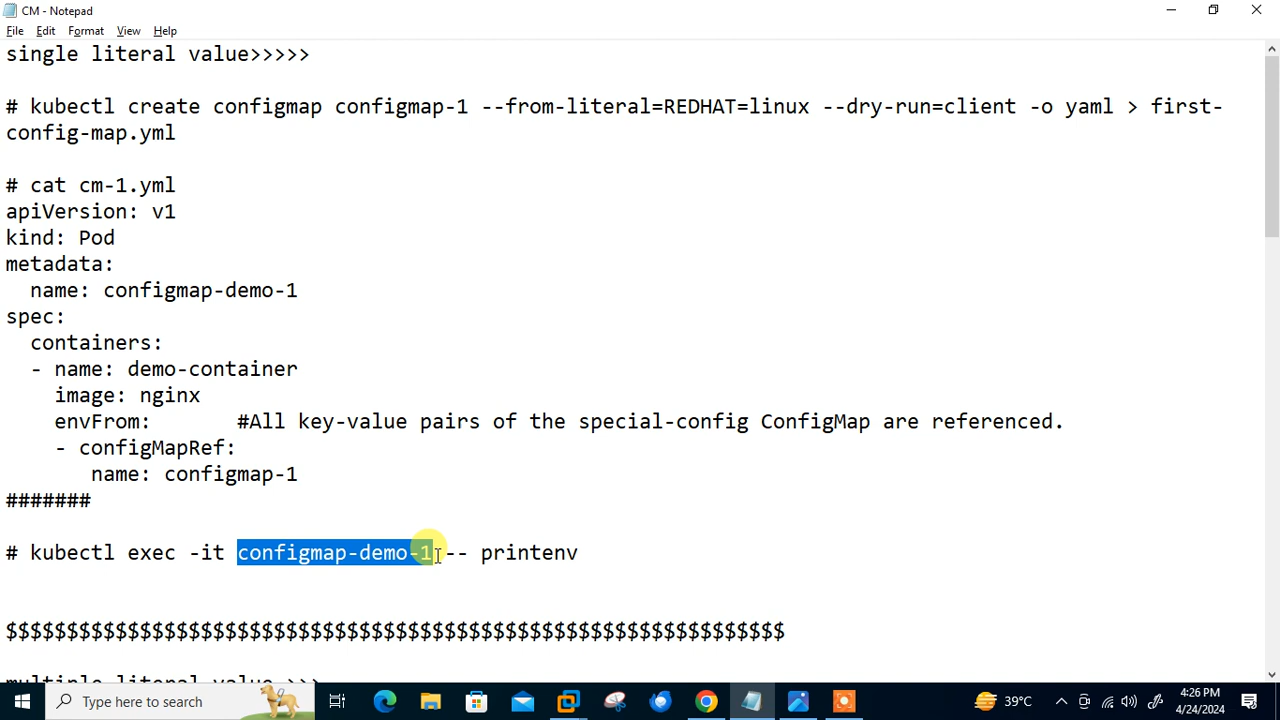 CM - Notepad
File Edit Format View Help
single literal value>>>>>
# kubectl create configmap configmap-1 --from-literal=REDHAT=linux --dry-run=client -o yaml > first-
config-map.yml
# cat cm-1.yml
apiVersion: v1
kind: Pod
metadata:
  name: configmap-demo-1
spec:
  containers:
  - name: demo-container
    image: nginx
    envFrom:       #All key-value pairs of the special-config ConfigMap are referenced.
    - configMapRef:
       name: configmap-1
#######
# kubectl exec -it configmap-demo-1 -- printenv
$$$$$$$$$$$$$$$$$$$$$$$$$$$$$$$$$$$$$$$$$$$$$$$$$$$$$$$$$$$$$$$$
multiple literal value >>>
Type here to search
39°C
4:26 PM
4/24/2024